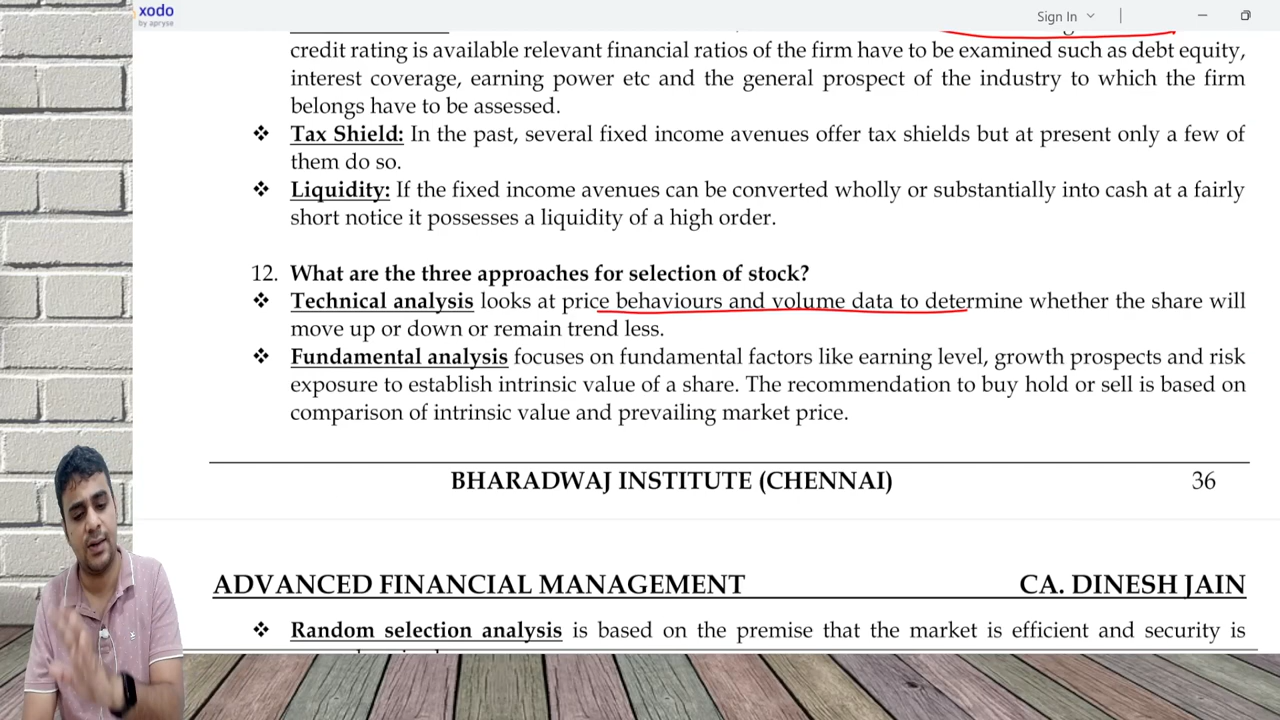 xodo
by apryse
Sign In
credit rating is available relevant financial ratios of the firm have to be examined such as debt equity,
interest coverage, earning power etc and the general prospect of the industry to which the firm
belongs have to be assessed.
❖ Tax Shield: In the past, several fixed income avenues offer tax shields but at present only a few of
them do so.
❖ Liquidity: If the fixed income avenues can be converted wholly or substantially into cash at a fairly
short notice it possesses a liquidity of a high order.
12. What are the three approaches for selection of stock?
❖ Technical analysis looks at price behaviours and volume data to determine whether the share will
move up or down or remain trend less.
❖ Fundamental analysis focuses on fundamental factors like earning level, growth prospects and risk
exposure to establish intrinsic value of a share. The recommendation to buy hold or sell is based on
comparison of intrinsic value and prevailing market price.
BHARADWAJ INSTITUTE (CHENNAI) 36
ADVANCED FINANCIAL MANAGEMENT CA. DINESH JAIN
❖ Random selection analysis is based on the premise that the market is efficient and security is